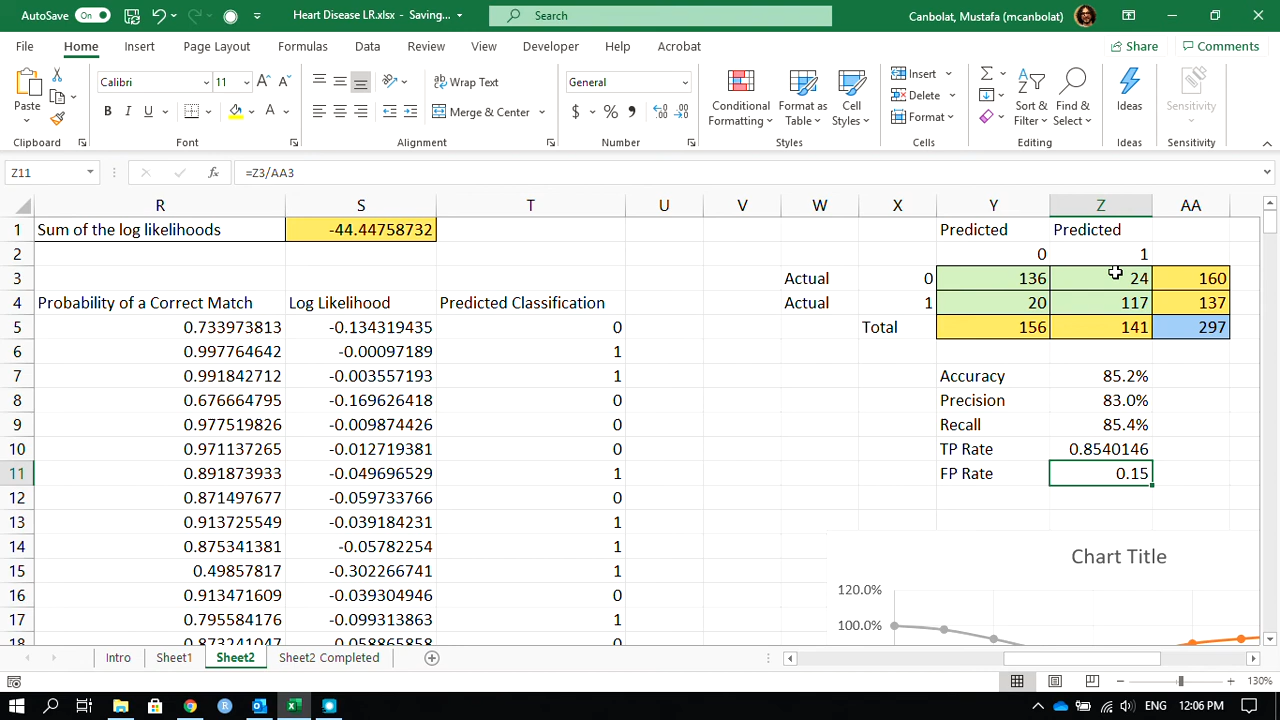 AutoSave On Heart Disease LR.xlsx - Saving... Search Canbolat, Mustafa (mcanbolat)
File Home Insert Page Layout Formulas Data Review View Developer Help Acrobat Share Comments
Paste Calibri 11 Wrap Text General Conditional Formatting Format as Table Cell Styles Insert Sort & Filter Find & Select Ideas Sensitivity
B I U Merge & Center $ % Delete
Format
Clipboard Font Alignment Number Styles Cells Editing Ideas Sensitivity
Z11 fx =Z3/AA3
R S T U V W X Y Z AA
1 Sum of the log likelihoods -44.44758732 Predicted Predicted
2 0 1
3 Actual 0 136 24 160
4 Probability of a Correct Match Log Likelihood Predicted Classification Actual 1 20 117 137
5 0.733973813 -0.134319435 0 Total 156 141 297
6 0.997764642 -0.00097189 1
7 0.991842712 -0.003557193 1 Accuracy 85.2%
8 0.676664795 -0.169626418 0 Precision 83.0%
9 0.977519826 -0.009874426 0 Recall 85.4%
10 0.971137265 -0.012719381 0 TP Rate 0.8540146
11 0.891873933 -0.049696529 1 FP Rate 0.15
12 0.871497677 -0.059733766 0
13 0.913725549 -0.039184231 1
14 0.875341381 -0.05782254 1 Chart Title
15 0.49857817 -0.302266741 1 120.0%
16 0.913471609 -0.039304946 0 100.0%
17 0.795584176 -0.099313863 1
18 0.873241047 -0.058865858 0
Intro Sheet1 Sheet2 Sheet2 Completed
130%
ENG 12:06 PM